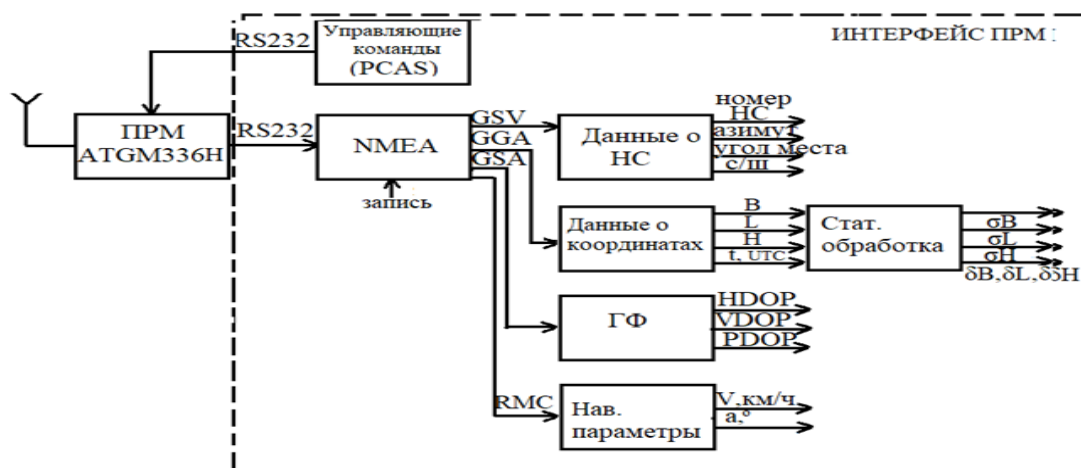 ИНТЕРФЕЙС ПРМ
Управляющие
команды
(PCAS)
RS232
ПРМ
ATGM336H
RS232
NMEA
запись
GSV
GGA
GSA
RMC
Данные о
НС
номер
НС
азимут
угол места
с/ш
Данные о
координатах
B
L
H
t, UTC
Стат.
обработка
σB
σL
σH
δB,δL,δδH
ГФ
HDOP
VDOP
PDOP
Нав.
параметры
V,км/ч
a,°